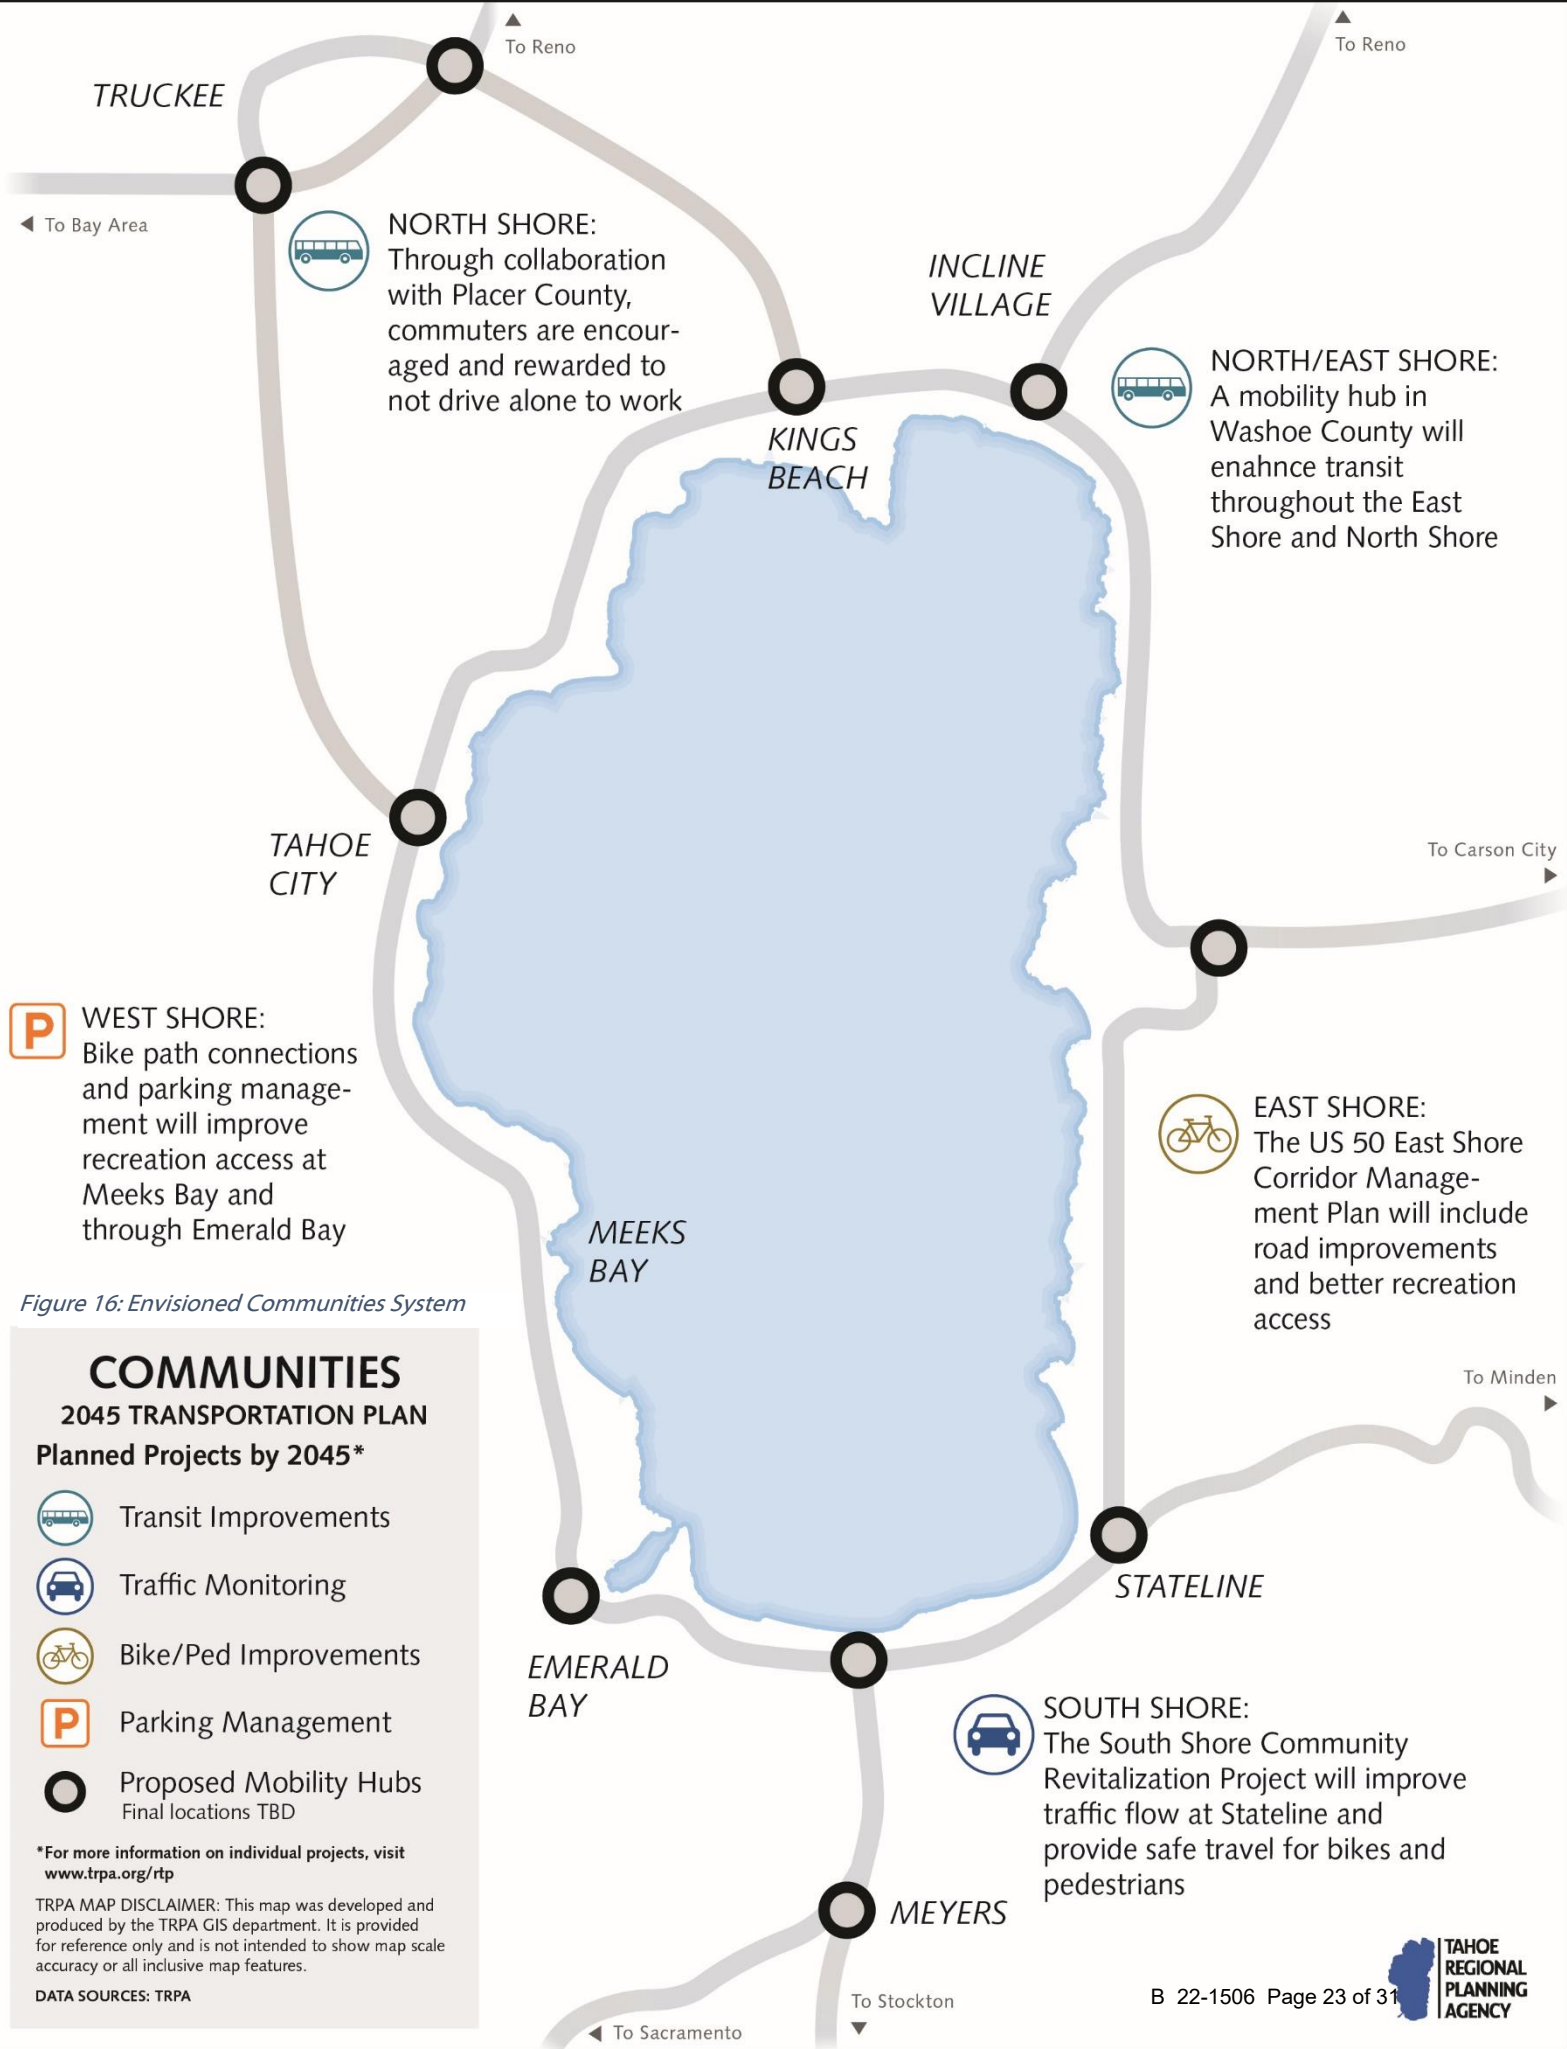 To Reno
To Reno
TRUCKEE
To Bay Area
NORTH SHORE:
Through collaboration
with Placer County,
commuters are encour-
aged and rewarded to
not drive alone to work
INCLINE
VILLAGE
NORTH/EAST SHORE:
A mobility hub in
Washoe County will
enahnce transit
throughout the East
Shore and North Shore
KINGS
BEACH
TAHOE
CITY
To Carson City
WEST SHORE:
Bike path connections
and parking manage-
ment will improve
recreation access at
Meeks Bay and
through Emerald Bay
P
EAST SHORE:
The US 50 East Shore
Corridor Manage-
ment Plan will include
road improvements
and better recreation
access
MEEKS
BAY
To Minden
Figure 16: Envisioned Communities System
COMMUNITIES
2045 TRANSPORTATION PLAN
Planned Projects by 2045*
Transit Improvements
Traffic Monitoring
Bike/Ped Improvements
P
Parking Management
Proposed Mobility Hubs
Final locations TBD
*For more information on individual projects, visit
www.trpa.org/rtp
TRPA MAP DISCLAIMER: This map was developed and
produced by the TRPA GIS department. It is provided
for reference only and is not intended to show map scale
accuracy or all inclusive map features.
DATA SOURCES: TRPA
STATELINE
EMERALD
BAY
SOUTH SHORE:
The South Shore Community
Revitalization Project will improve
traffic flow at Stateline and
provide safe travel for bikes and
pedestrians
MEYERS
To Stockton
To Sacramento
B 22-1506 Page 23 of 31
TAHOE
REGIONAL
PLANNING
AGENCY